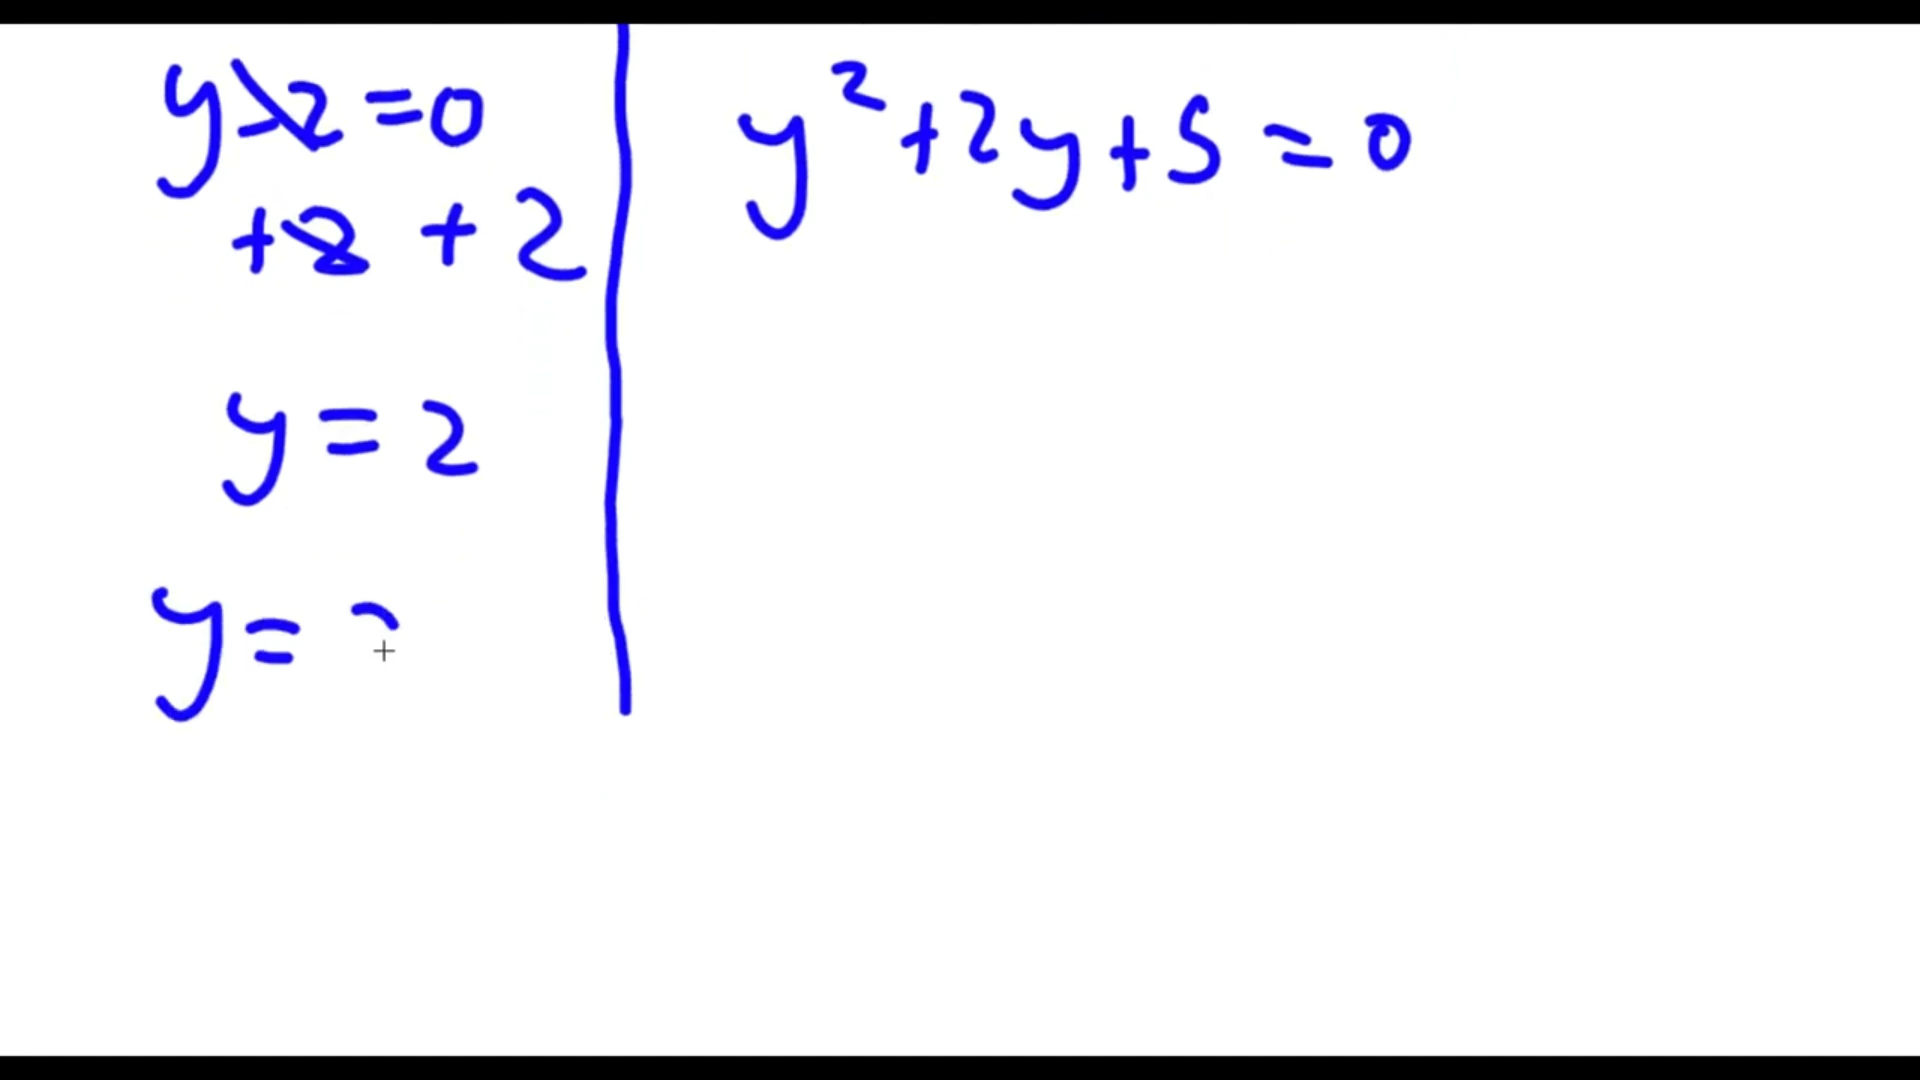 y-2=0
+2 +2
y=2
y=
y²+2y+5=0